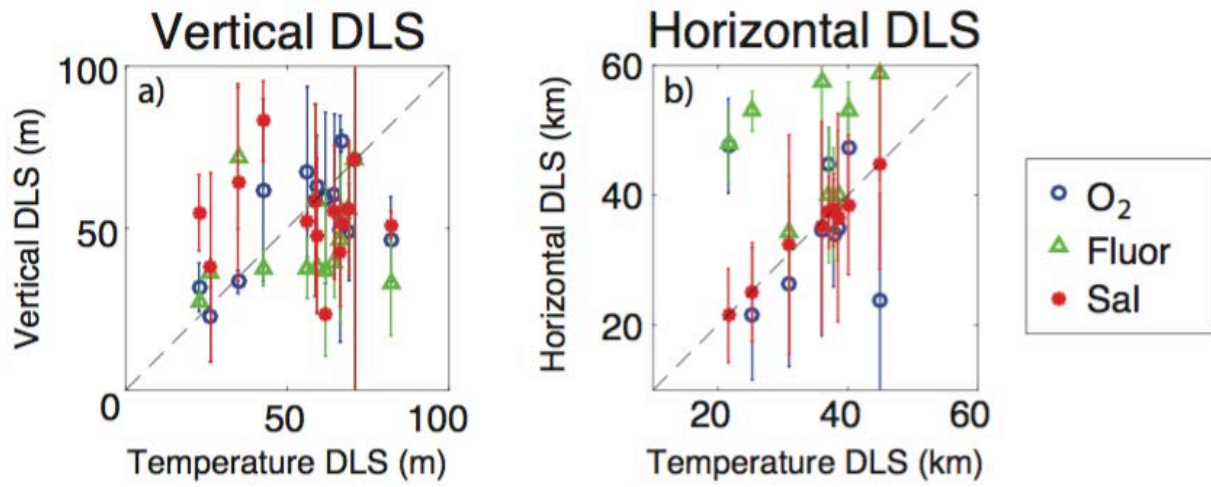 Vertical DLS
a)
100
50
0
Vertical DLS (m)
0
50
100
Temperature DLS (m)
Horizontal DLS
b)
60
40
20
Horizontal DLS (km)
20
40
60
Temperature DLS (km)
O₂
Fluor
Sal